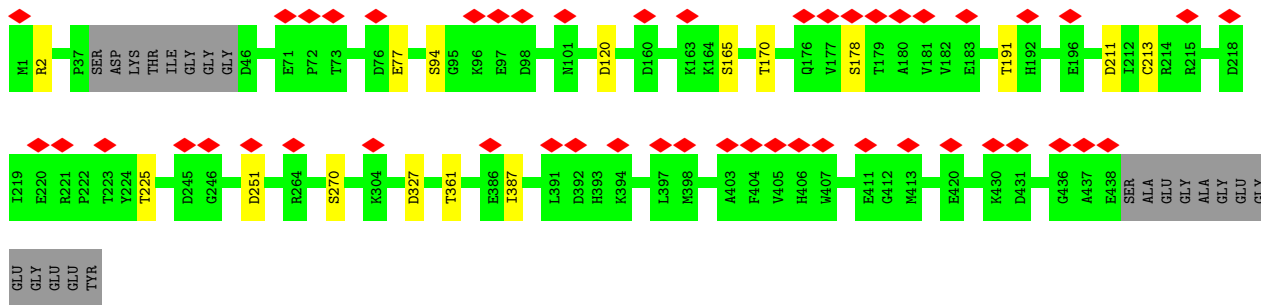 M1 R2 P37 SER ASP LYS THR ILE GLY GLY GLY D46 E71 P72 T73 D76 E77 S94 G95 K96 E97 D98 N101 D120 D160 K163 K164 S165 T170 Q176 V177 S178 T179 A180 V181 V182 E183 T191 H192 E196 D211 I212 C213 R214 R215 D218
I219 E220 R221 P222 T223 Y224 T225 D245 G246 D251 R264 S270 K304 D327 T361 E386 I387 L391 D392 H393 K394 L397 M398 A403 F404 V405 H406 W407 E411 G412 M413 E420 K430 D431 G436 A437 E438 SER ALA GLU GLY ALA GLY GLU GLY
GLU GLY GLU GLU TYR